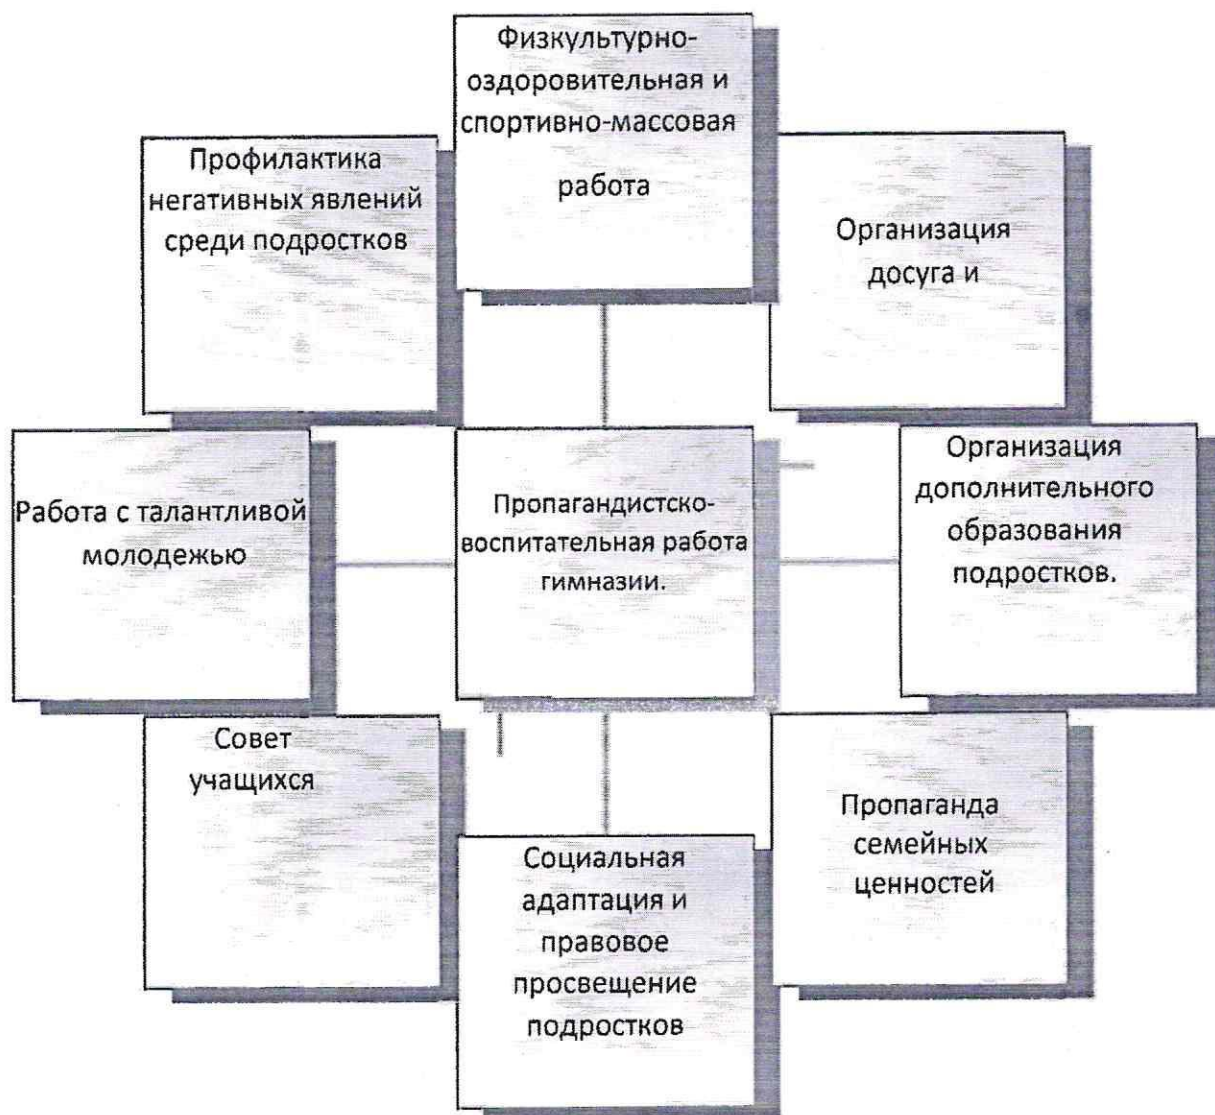 Физкультурно-
оздоровительная и
спортивно-массовая
работа
Профилактика
негативных явлений
среди подростков
Организация
досуга и
Работа с талантливой
молодежью
Пропагандистско-
воспитательная работа
гимназии.
Организация
дополнительного
образования
подростков.
Совет
учащихся
Социальная
адаптация и
правовое
просвещение
подростков
Пропаганда
семейных
ценностей